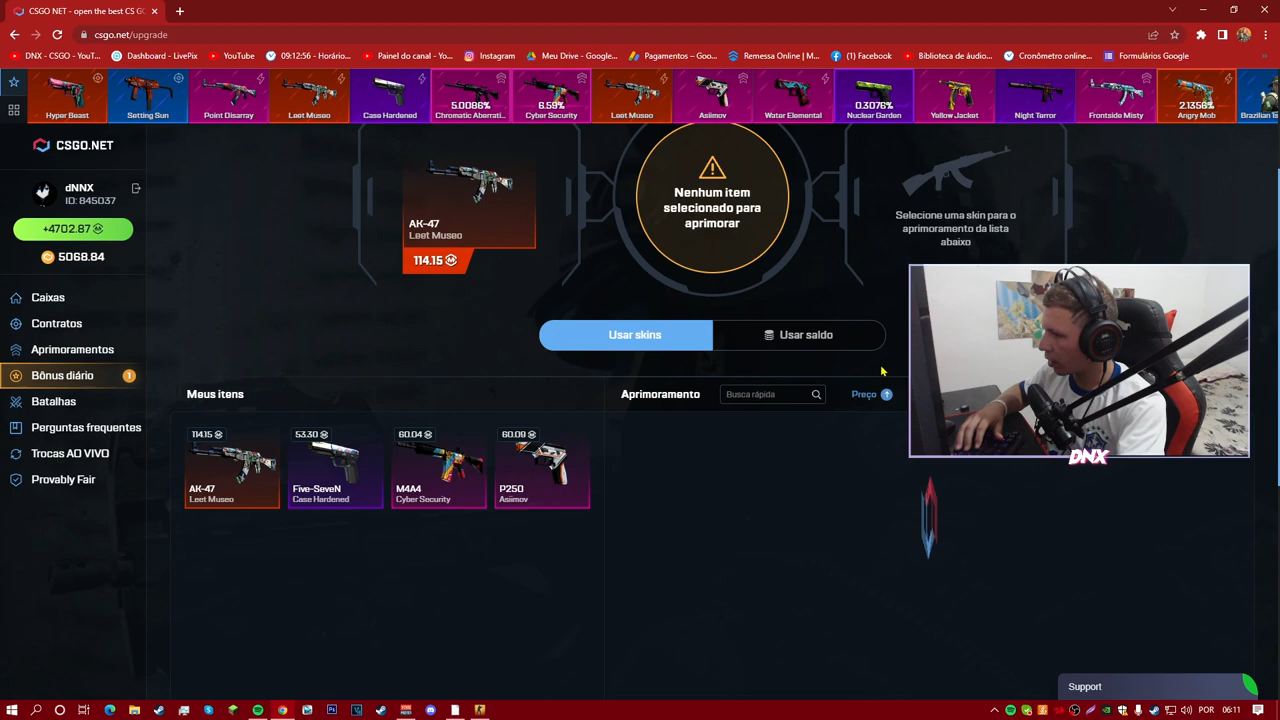 CSGO NET - open the best CS GO
csgo.net/upgrade
DNX - CSGO - YouT...
Dashboard - LivePix
YouTube
09:12:56 - Horário...
Painel do canal - Yo...
Instagram
Meu Drive - Google...
Pagamentos – Goo...
Remessa Online | M...
(1) Facebook
Biblioteca de áudio...
Cronômetro online...
Formulários Google
5.0086%
6.59%
0.3076%
2.1358%
Hyper Beast
Setting Sun
Point Disarray
Leet Museo
Case Hardened
Chromatic Aberrati...
Cyber Security
Leet Museo
Asiimov
Water Elemental
Nuclear Garden
Yellow Jacket
Night Terror
Frontside Misty
Angry Mob
CSGO.NET
dNNX
ID: 845037
+4702.87
5068.84
Caixas
Contratos
Aprimoramentos
Bônus diário
1
Batalhas
Perguntas frequentes
Trocas AO VIVO
Provably Fair
AK-47
Leet Museo
114.15
Nenhum item
selecionado para
aprimorar
Selecione uma skin para o
aprimoramento da lista
abaixo
Usar skins
Usar saldo
Meus itens
Aprimoramento
Busca rápida
Preço
114.15
AK-47
Leet Museo
53.30
Five-SeveN
Case Hardened
60.04
M4A4
Cyber Security
60.09
P250
Asiimov
DNX
Support
POR
06:11